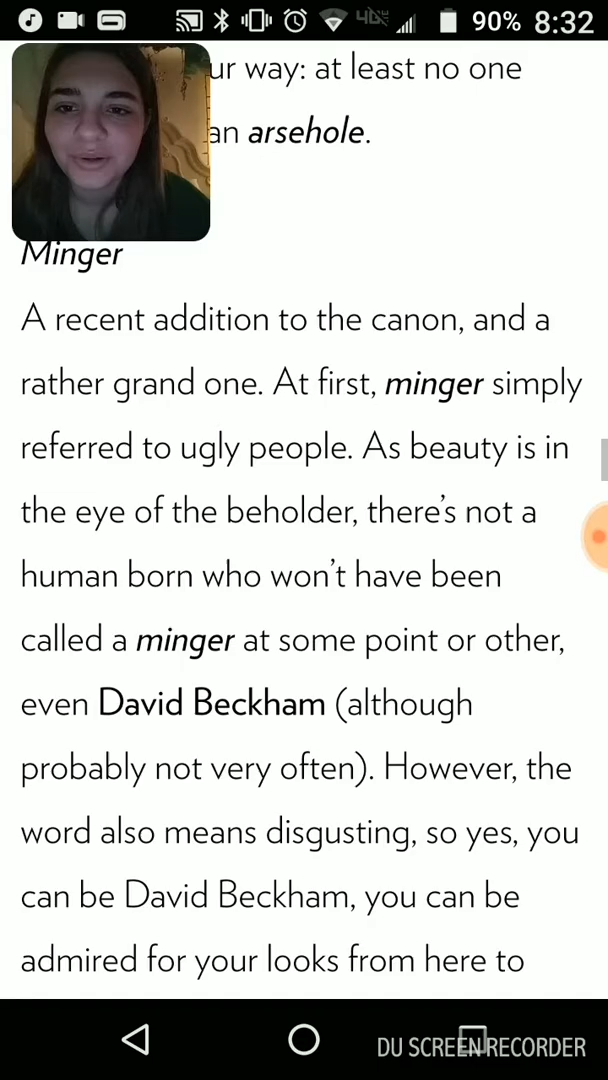 90% 8:32
ur way: at least no one
an arsehole.
Minger
A recent addition to the canon, and a
rather grand one. At first, minger simply
referred to ugly people. As beauty is in
the eye of the beholder, there’s not a
human born who won’t have been
called a minger at some point or other,
even David Beckham (although
probably not very often). However, the
word also means disgusting, so yes, you
can be David Beckham, you can be
admired for your looks from here to
DU SCREEN RECORDER